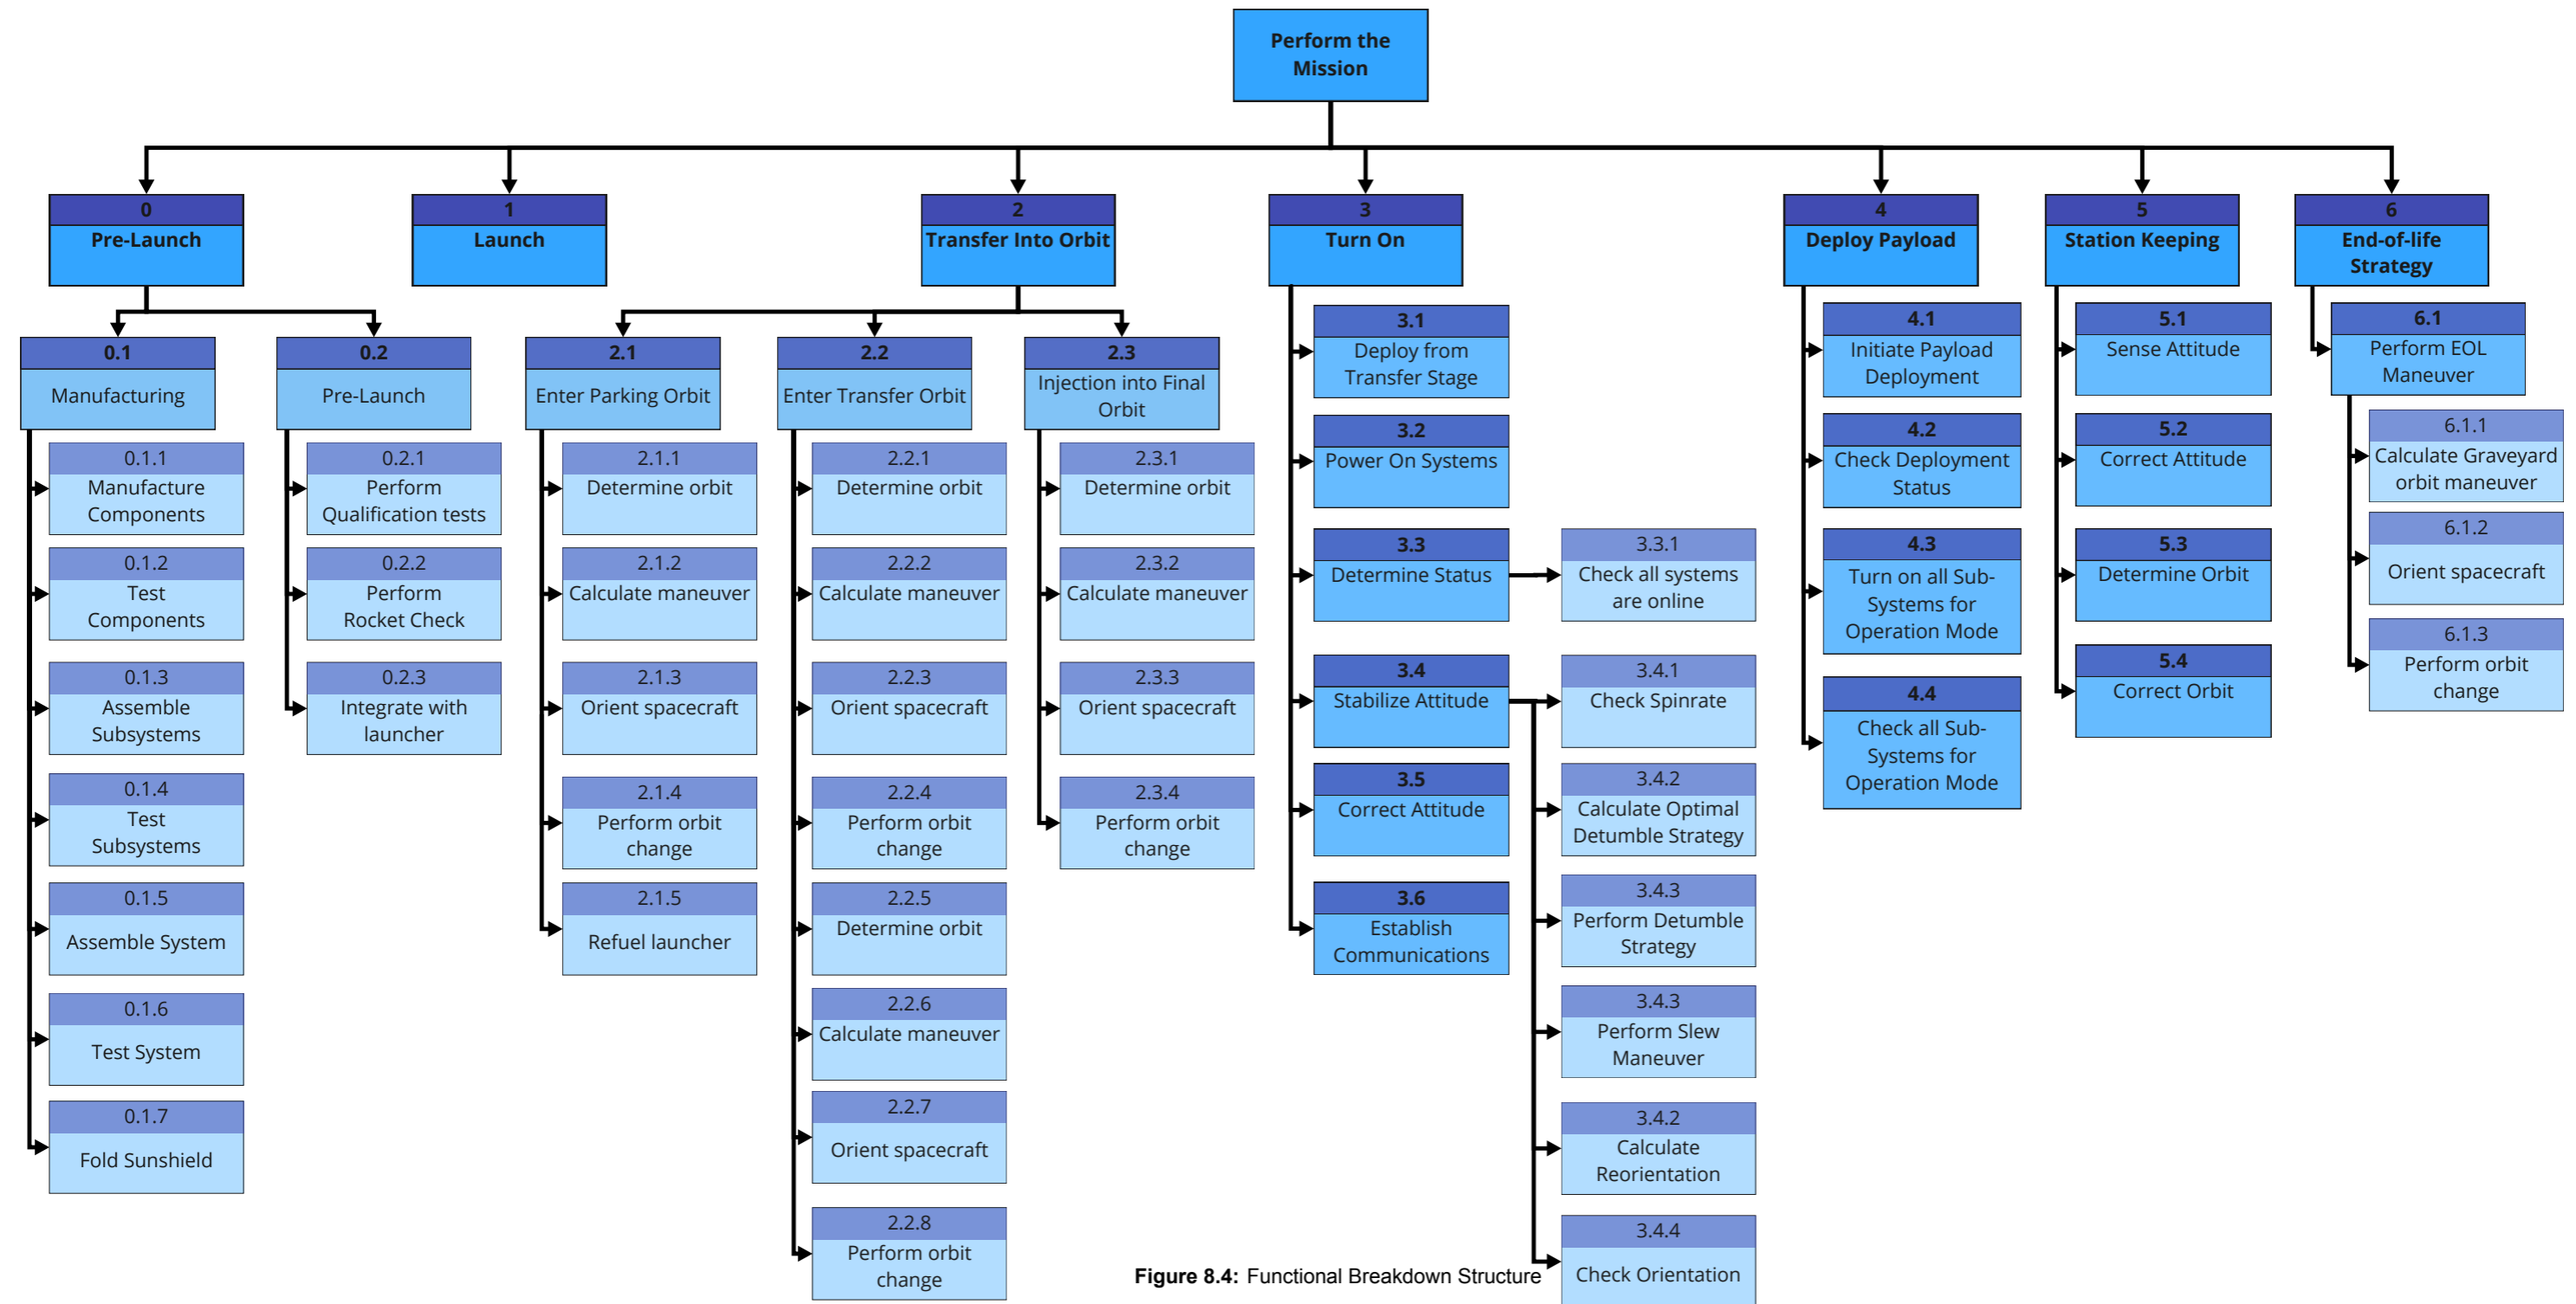 Perform the
Mission
0
Pre-Launch
1
Launch
2
Transfer Into Orbit
3
Turn On
4
Deploy Payload
5
Station Keeping
6
End-of-life
Strategy
0.1
Manufacturing
0.1.1
Manufacture
Components
0.1.2
Test
Components
0.1.3
Assemble
Subsystems
0.1.4
Test
Subsystems
0.1.5
Assemble System
0.1.6
Test System
0.1.7
Fold Sunshield
0.2
Pre-Launch
0.2.1
Perform
Qualification tests
0.2.2
Perform
Rocket Check
0.2.3
Integrate with
launcher
2.1
Enter Parking Orbit
2.1.1
Determine orbit
2.1.2
Calculate maneuver
2.1.3
Orient spacecraft
2.1.4
Perform orbit
change
2.1.5
Refuel launcher
2.2
Enter Transfer Orbit
2.2.1
Determine orbit
2.2.2
Calculate maneuver
2.2.3
Orient spacecraft
2.2.4
Perform orbit
change
2.2.5
Determine orbit
2.2.6
Calculate maneuver
2.2.7
Orient spacecraft
2.2.8
Perform orbit
change
2.3
Injection into Final
Orbit
2.3.1
Determine orbit
2.3.2
Calculate maneuver
2.3.3
Orient spacecraft
2.3.4
Perform orbit
change
3.1
Deploy from
Transfer Stage
3.2
Power On Systems
3.3
Determine Status
3.4
Stabilize Attitude
3.5
Correct Attitude
3.6
Establish
Communications
3.3.1
Check all systems
are online
3.4.1
Check Spinrate
3.4.2
Calculate Optimal
Detumble Strategy
3.4.3
Perform Detumble
Strategy
3.4.3
Perform Slew
Maneuver
3.4.2
Calculate
Reorientation
3.4.4
Check Orientation
4.1
Initiate Payload
Deployment
4.2
Check Deployment
Status
4.3
Turn on all Sub-
Systems for
Operation Mode
4.4
Check all Sub-
Systems for
Operation Mode
5.1
Sense Attitude
5.2
Correct Attitude
5.3
Determine Orbit
5.4
Correct Orbit
6.1
Perform EOL
Maneuver
6.1.1
Calculate Graveyard
orbit maneuver
6.1.2
Orient spacecraft
6.1.3
Perform orbit
change
Figure 8.4: Functional Breakdown Structure